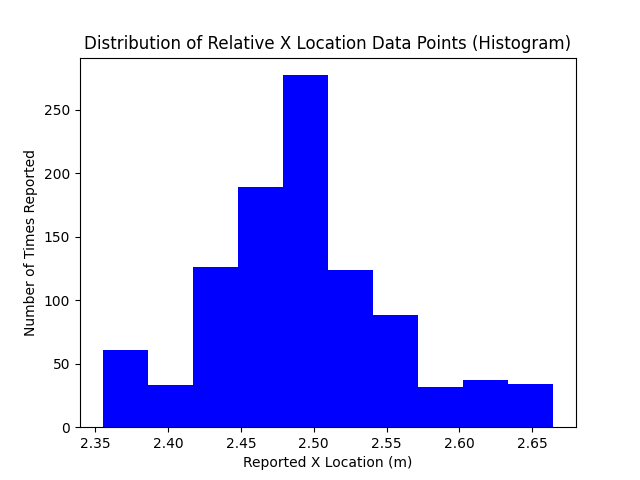 Distribution of Relative X Location Data Points (Histogram)
Number of Times Reported
250
200
150
100
50
0
2.35 2.40 2.45 2.50 2.55 2.60 2.65
Reported X Location (m)